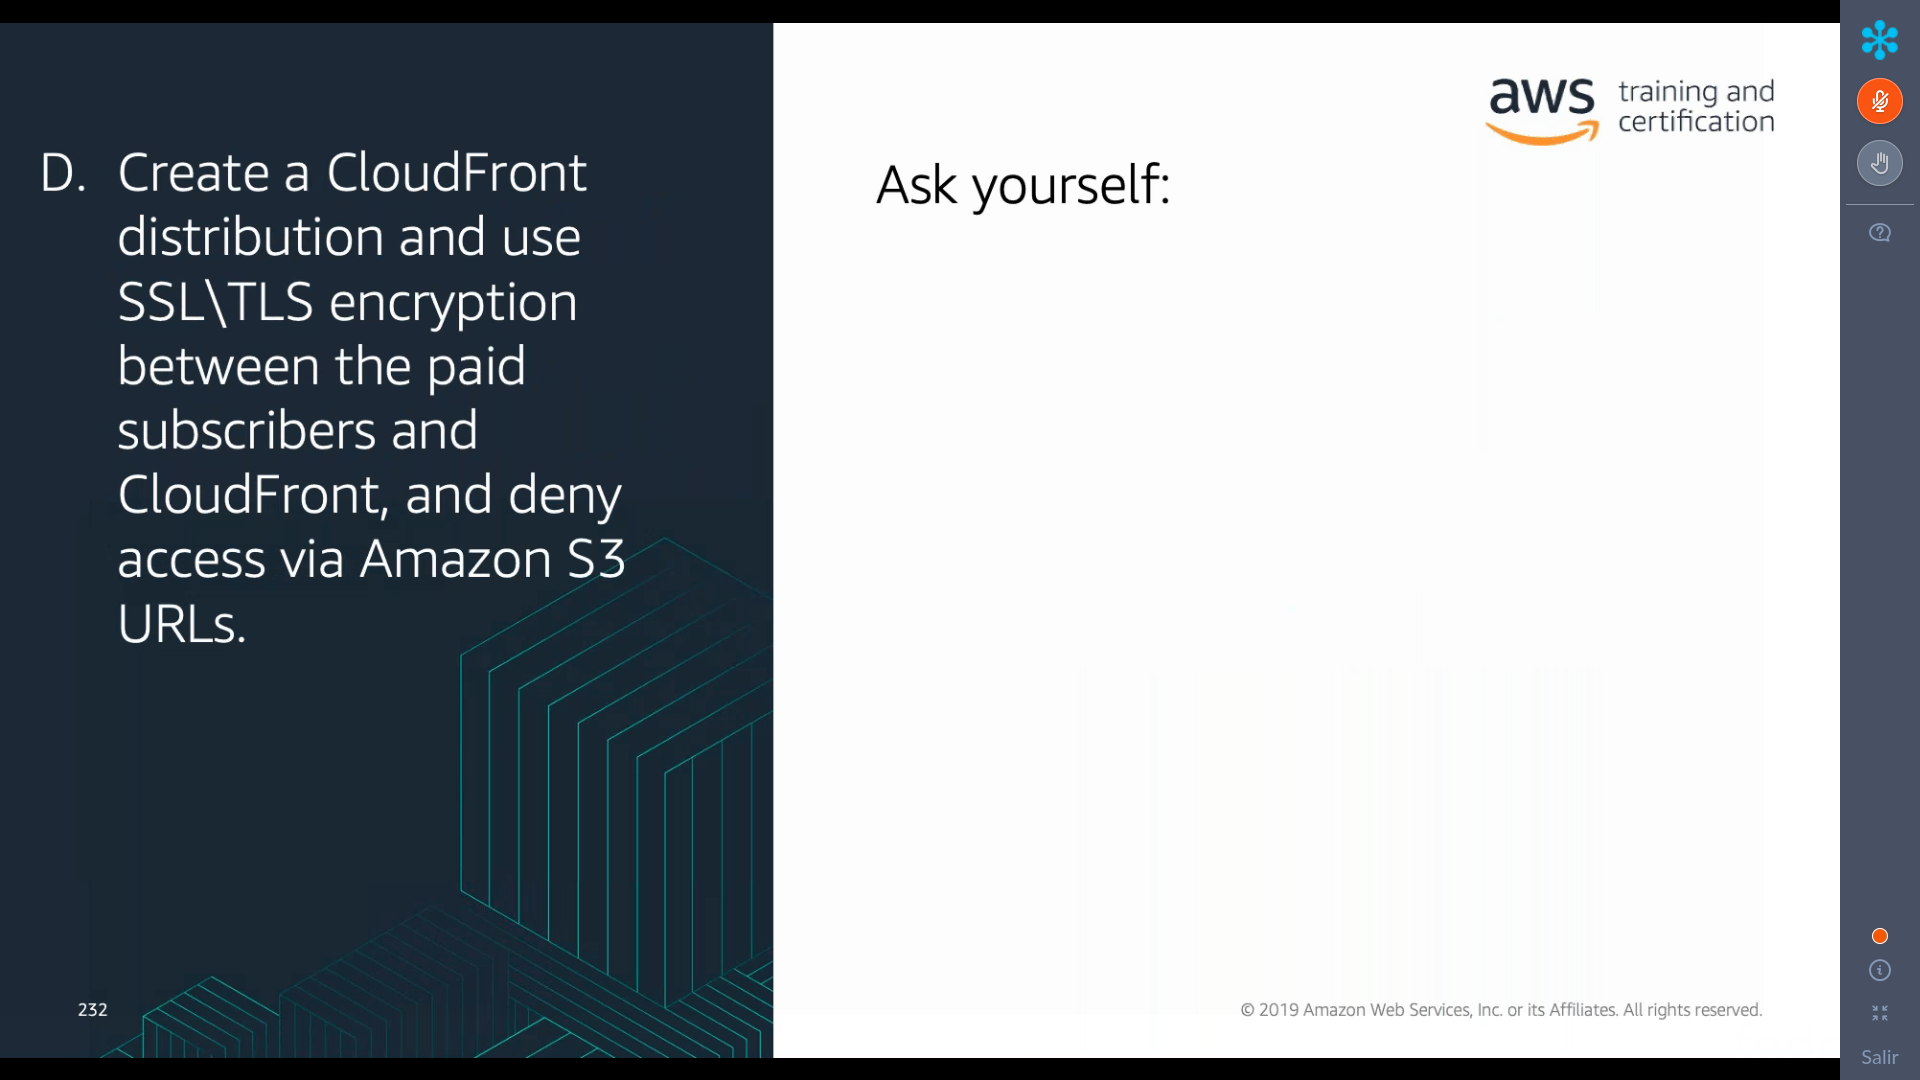 D. Create a CloudFront
distribution and use
SSL\TLS encryption
between the paid
subscribers and
CloudFront, and deny
access via Amazon S3
URLs.
232
aws training and
certification
Ask yourself:
© 2019 Amazon Web Services, Inc. or its Affiliates. All rights reserved.
Salir